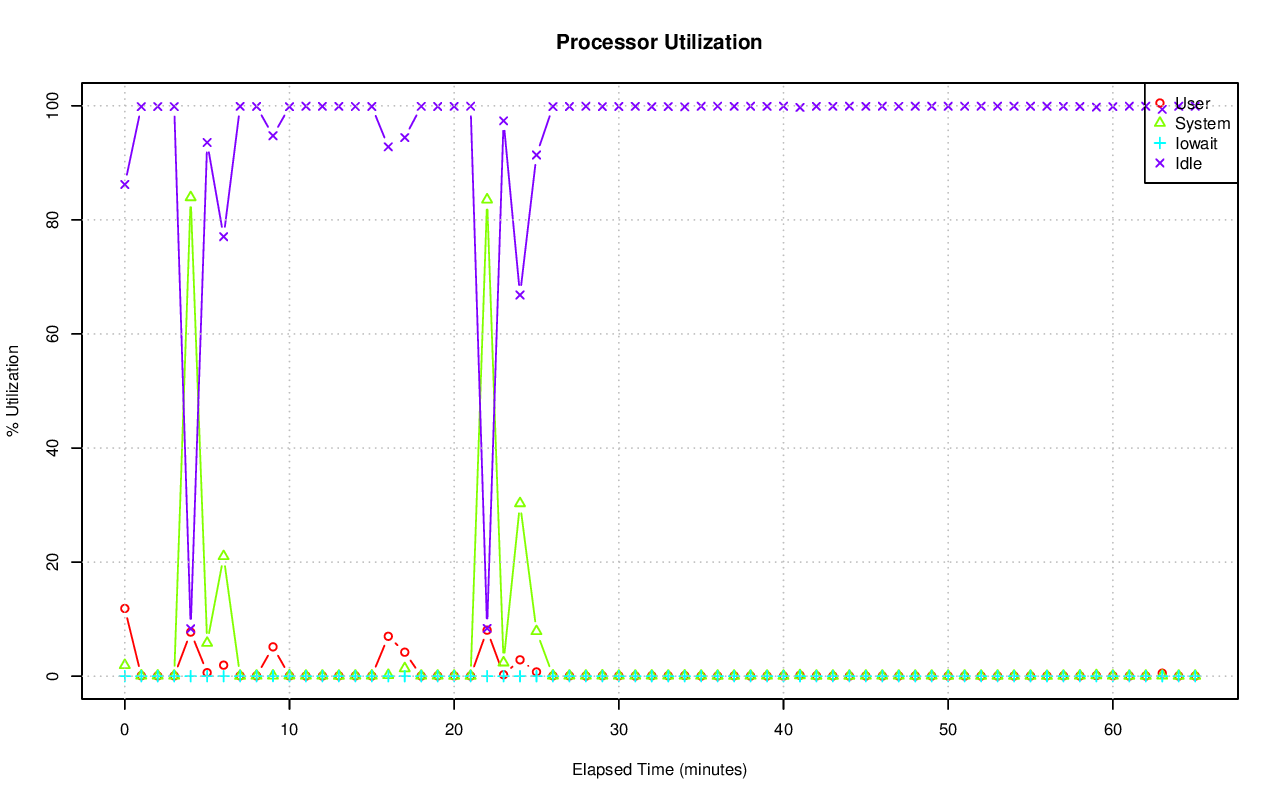 Processor Utilization
100
80
60
40
20
0
% Utilization
User
System
Iowait
Idle
0 10 20 30 40 50 60
Elapsed Time (minutes)